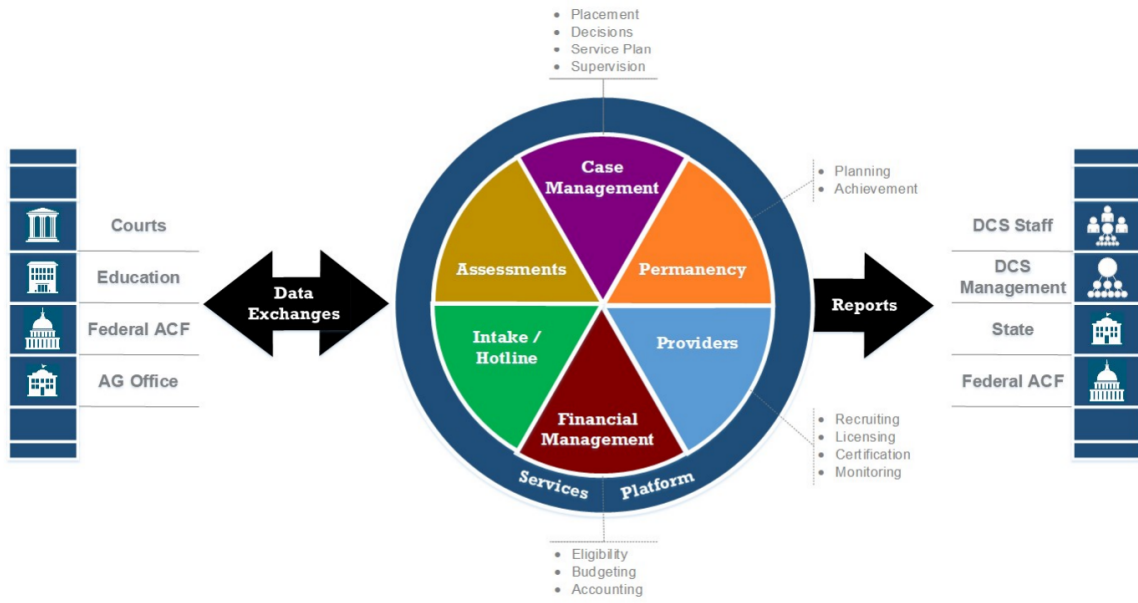 Placement
Decisions
Service Plan
Supervision
Courts
Education
Federal ACF
AG Office
Data
Exchanges
Case
Management
Assessments
Permanency
Intake /
Hotline
Providers
Financial
Management
Services Platform
Planning
Achievement
Recruiting
Licensing
Certification
Monitoring
Eligibility
Budgeting
Accounting
Reports
DCS Staff
DCS
Management
State
Federal ACF